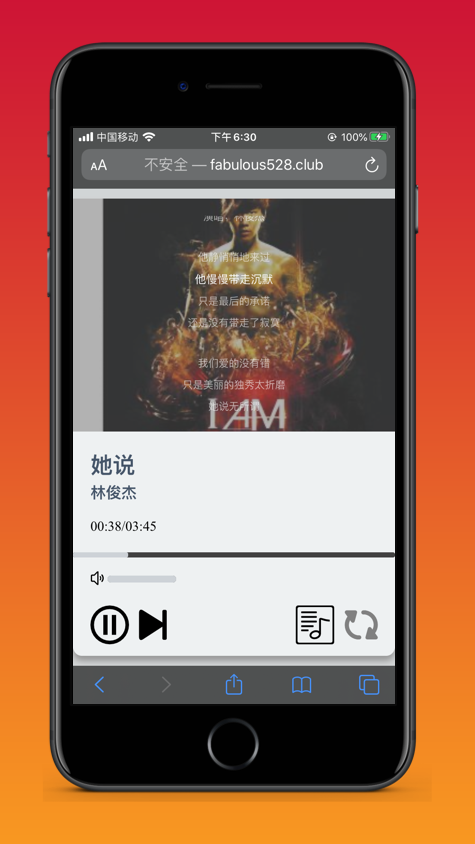 中国移动
下午6:30
100%
AA
不安全 — fabulous528.club
他静悄悄地来过
他慢慢带走沉默
只是最后的承诺
还是没有带走了寂寞
我们爱的没有错
只是美丽的独秀太折磨
她说无所谓
I AM
她说
林俊杰
00:38/03:45